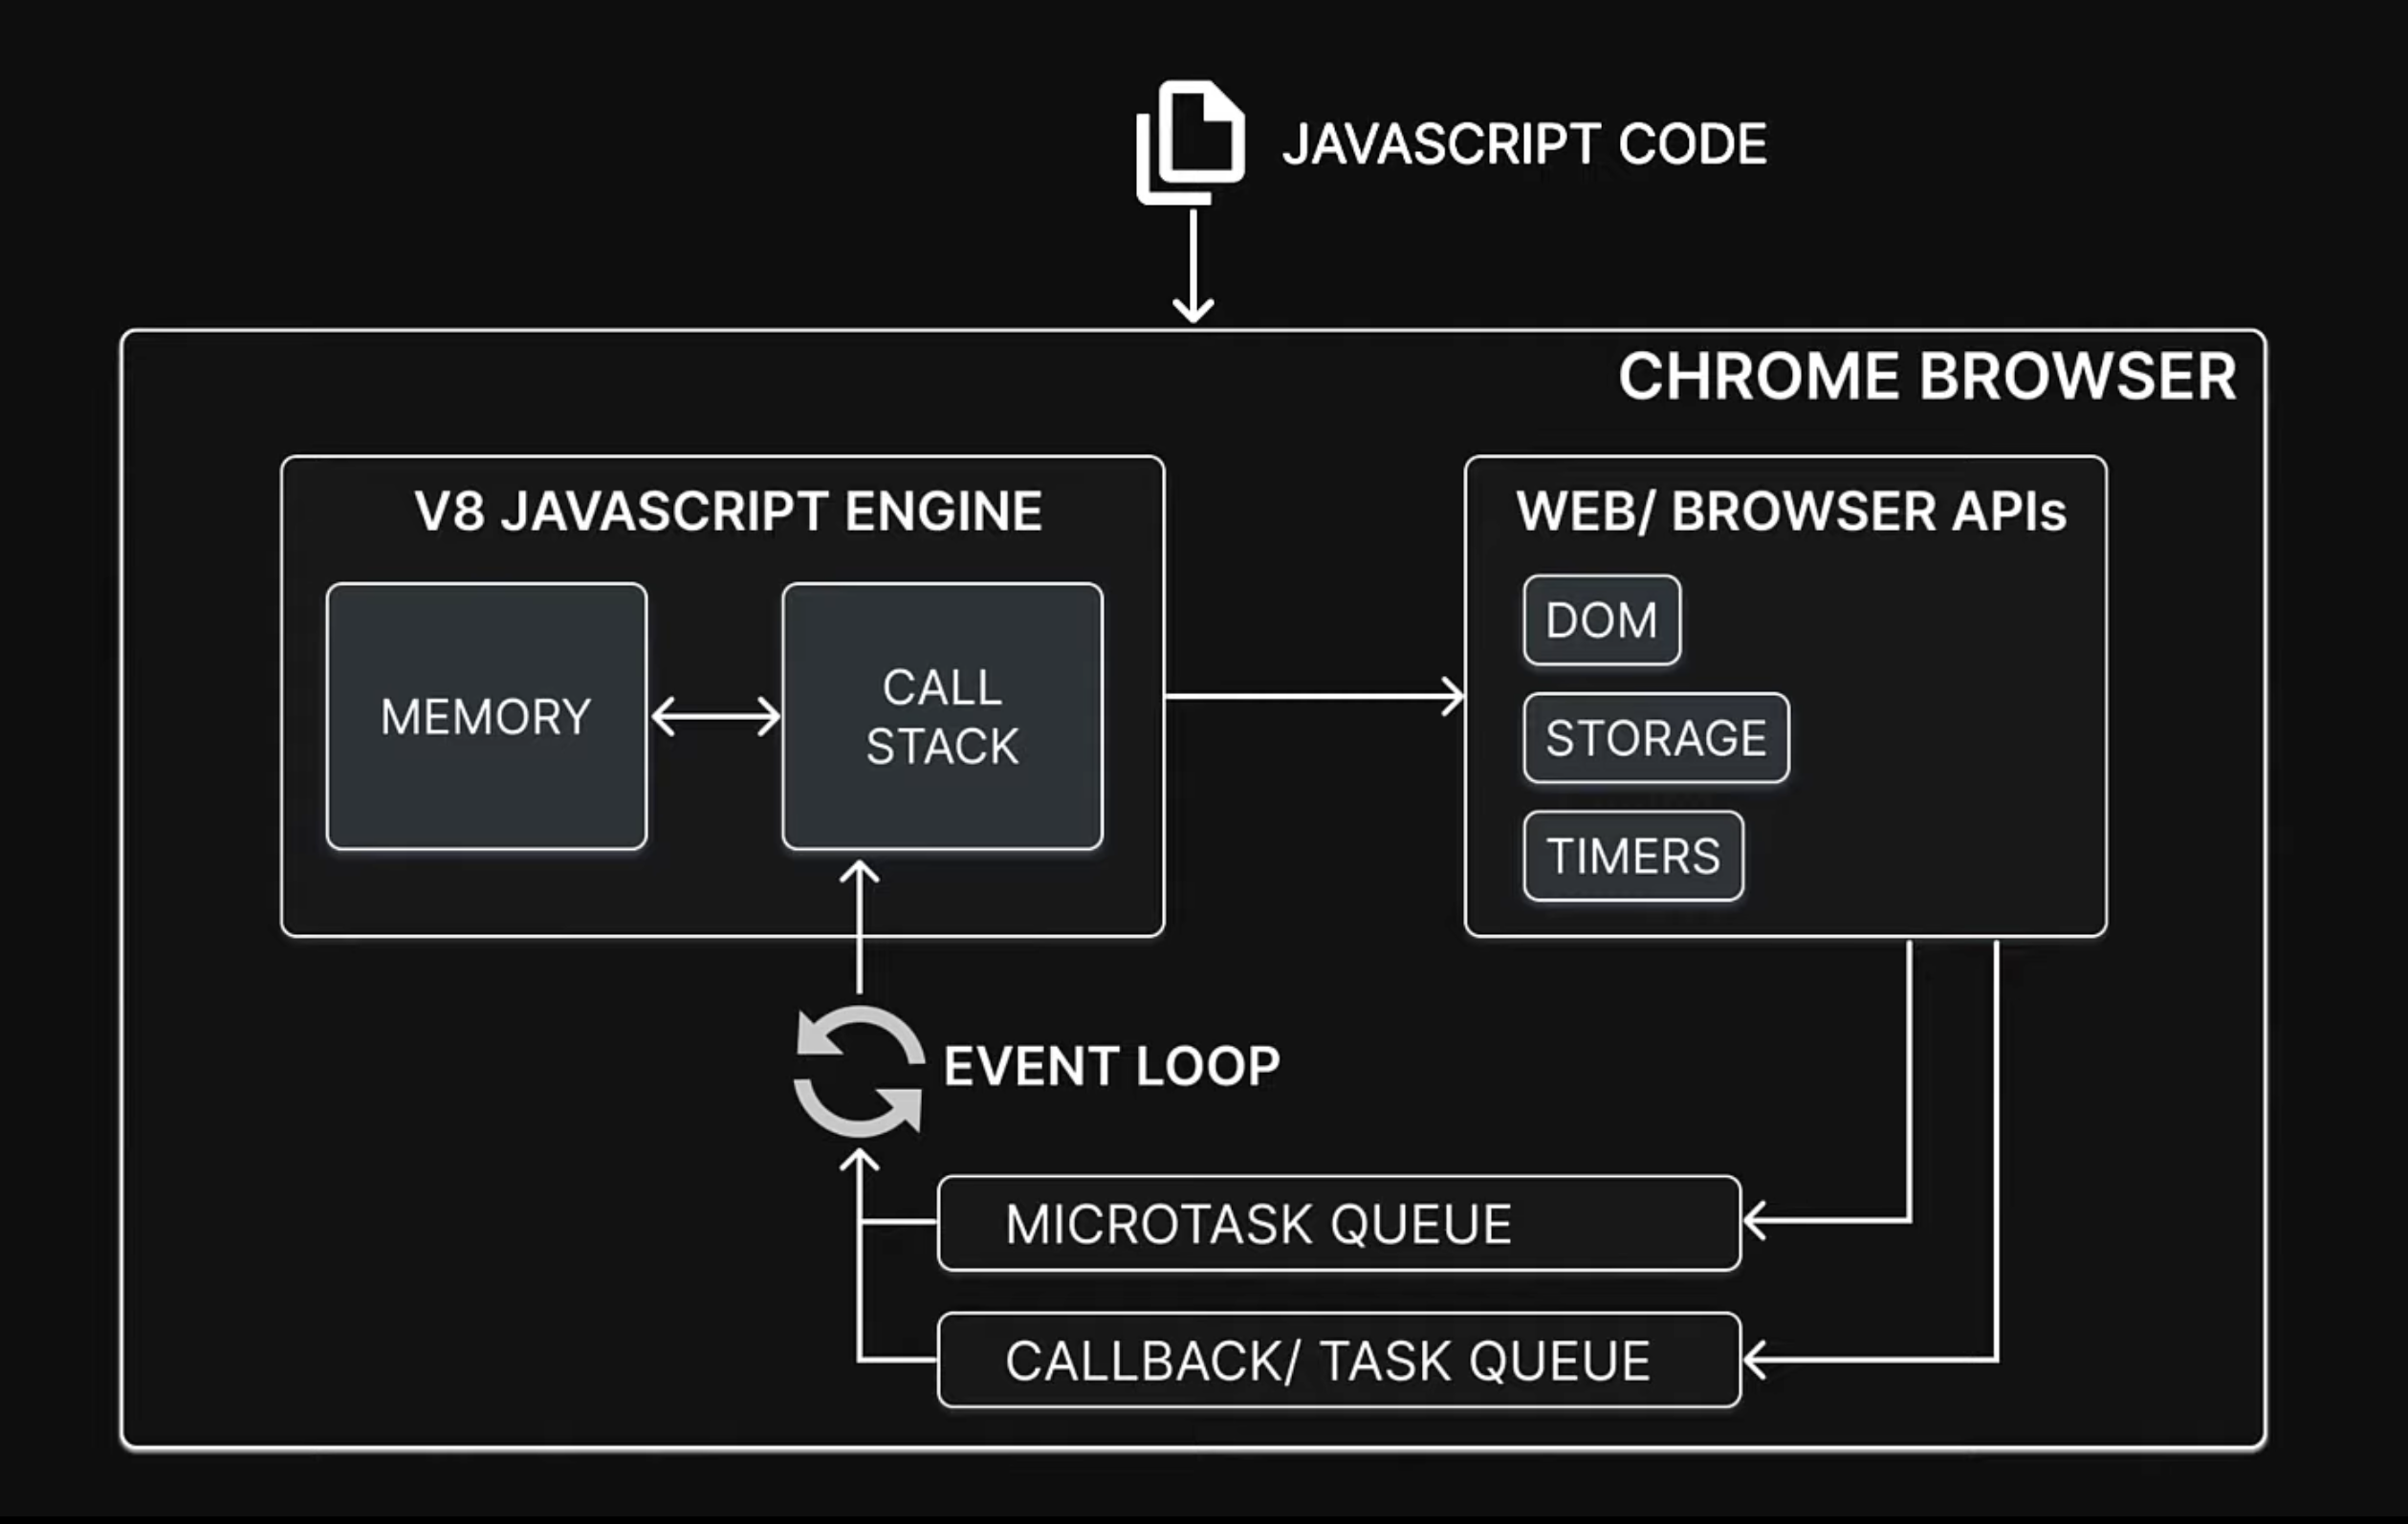 JAVASCRIPT CODE
CHROME BROWSER
V8 JAVASCRIPT ENGINE
MEMORY
CALL
STACK
WEB/ BROWSER APIs
DOM
STORAGE
TIMERS
EVENT LOOP
MICROTASK QUEUE
CALLBACK/ TASK QUEUE